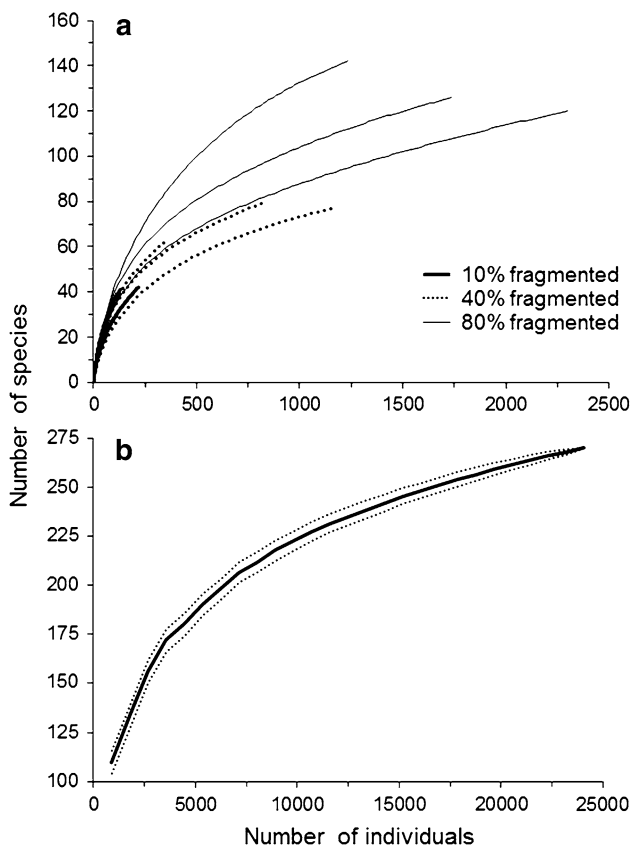 a
160
140
120
100
80
60
40
20
0
0 500 1000 1500 2000 2500
10% fragmented
40% fragmented
80% fragmented
Number of species
b
275
250
225
200
175
150
125
100
0 5000 10000 15000 20000 25000
Number of individuals